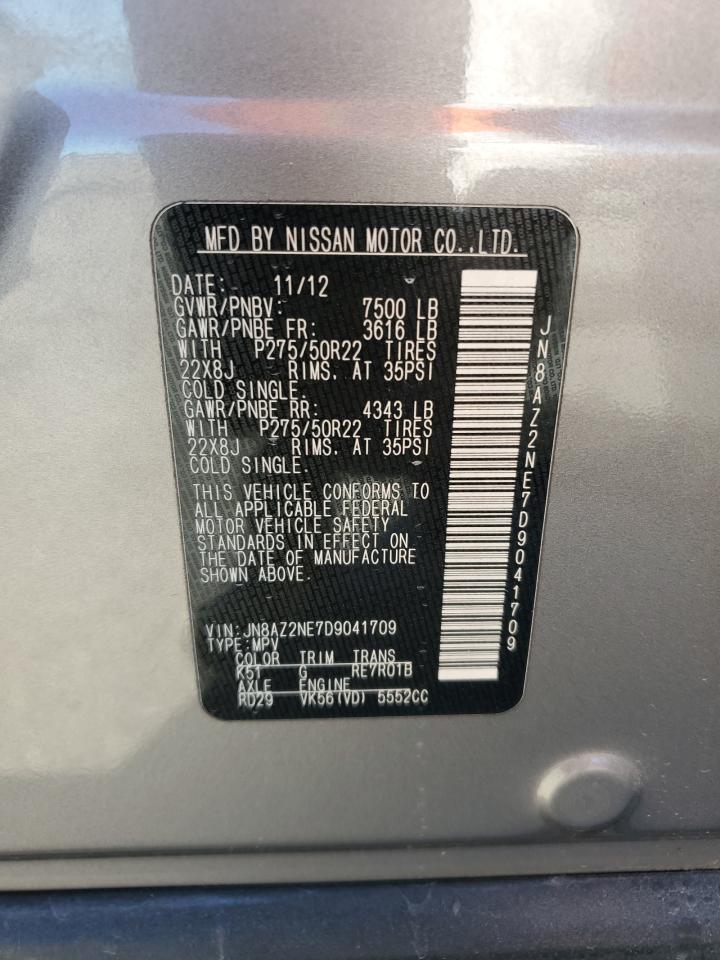 MFD BY NISSAN MOTOR CO.,LTD.
DATE: 11/12
GVWR/PNBV: 7500 LB
GAWR/PNBE FR: 3616 LB
WITH P275/50R22 TIRES
22X8J RIMS. AT 35PSI
COLD SINGLE.
GAWR/PNBE RR: 4343 LB
WITH P275/50R22 TIRES
22X8J RIMS. AT 35PSI
COLD SINGLE.
THIS VEHICLE CONFORMS TO
ALL APPLICABLE FEDERAL
MOTOR VEHICLE SAFETY
STANDARDS IN EFFECT ON
THE DATE OF MANUFACTURE
SHOWN ABOVE.
VIN:JN8AZ2NE7D9041709
TYPE:MPV
COLOR TRIM TRANS
K51 G RE7R01B
AXLE ENGINE
RD29 VK56(VD) 5552CC
JN8AZ2NE7D9041709